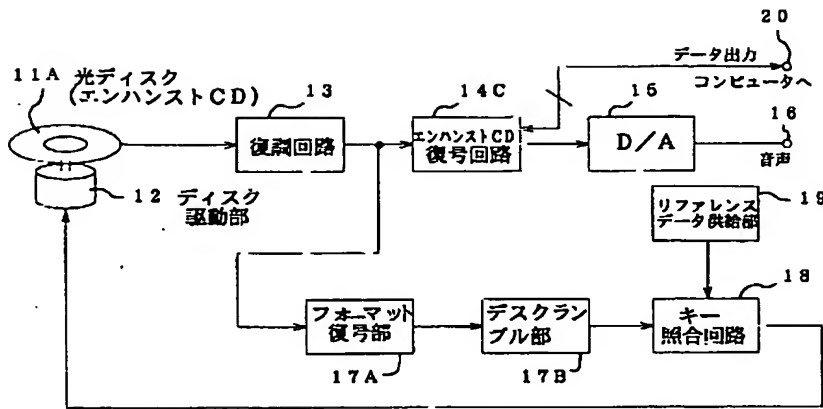 11A 光ディスク
(エンハンストCD)
12 ディスク
駆動部
13
復調回路
14C
エンハンストCD
復号回路
15
D/A
データ出力
20
コンピュータへ
16
音声
19
リファレンス
データ供給部
18
キー
照合回路
フォーマット
復号部
17A
デスクラン
ブル部
17B